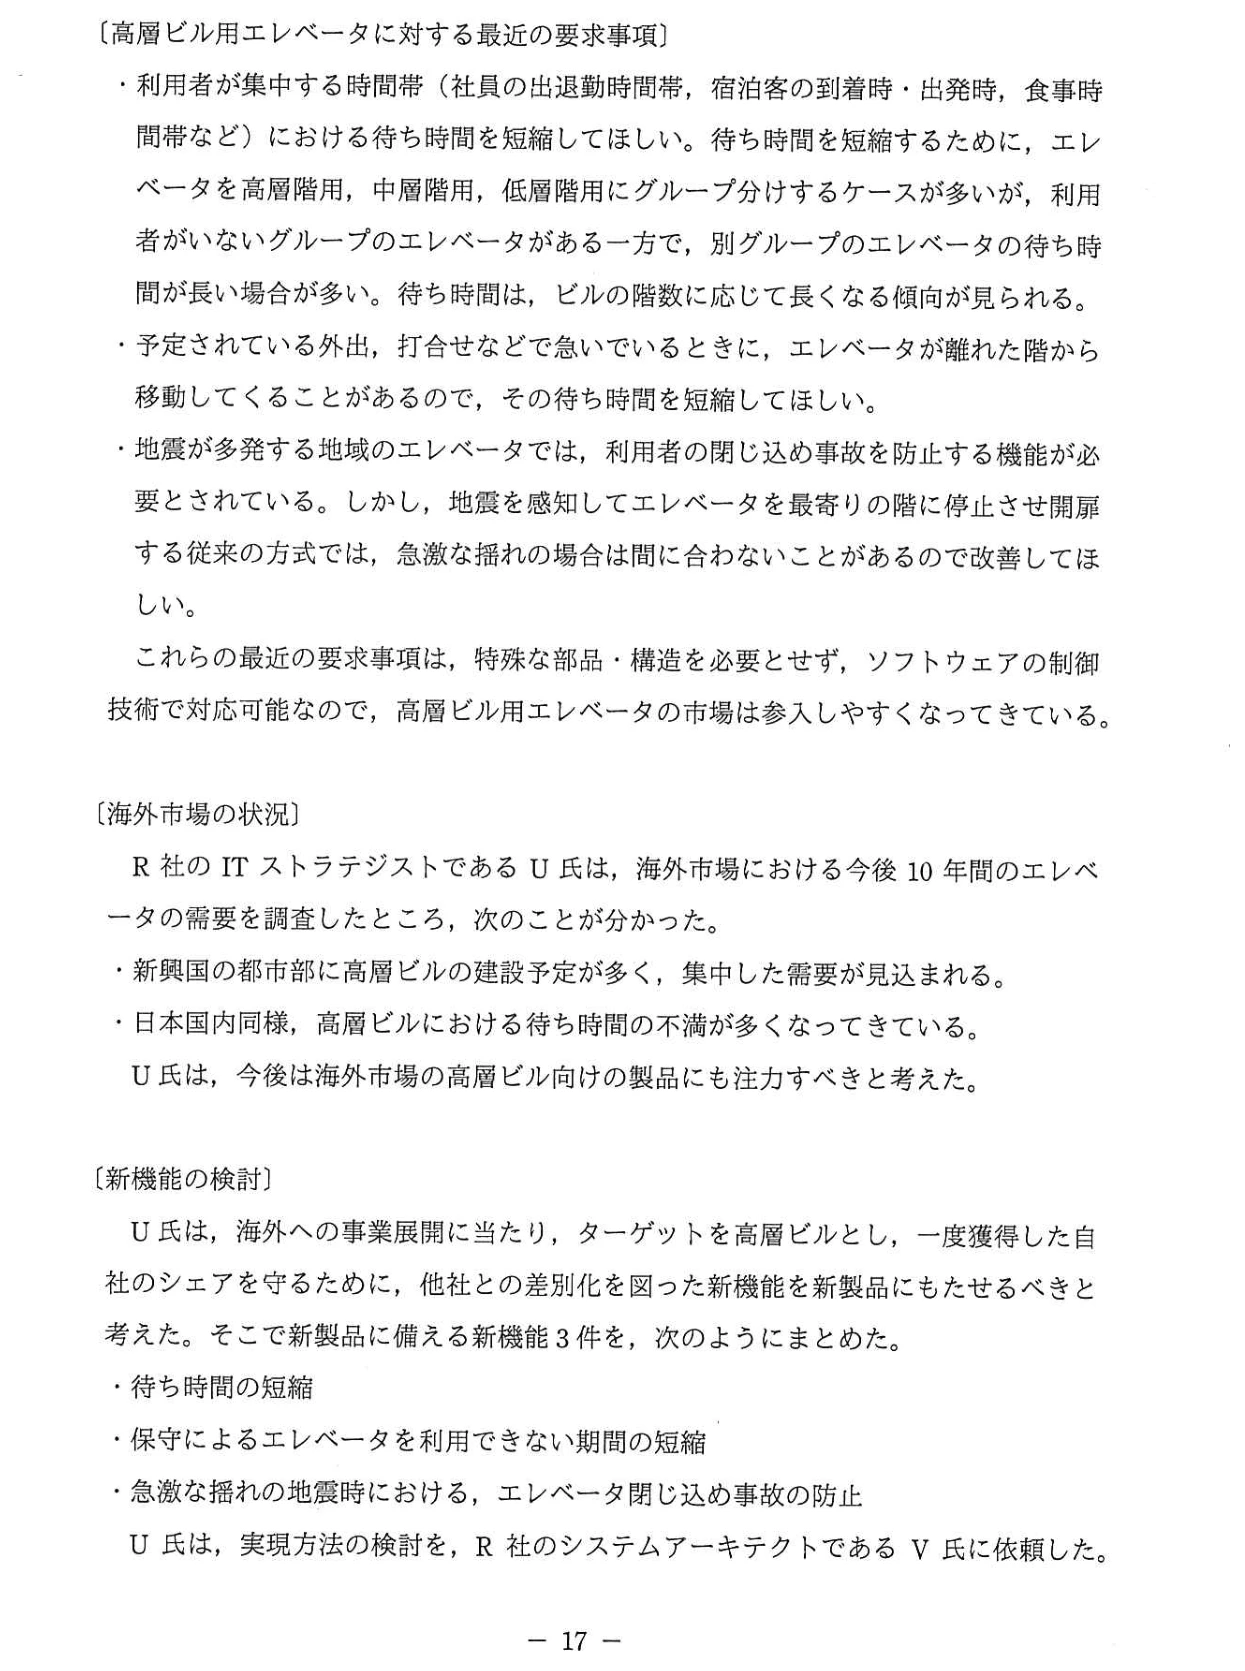 〔高層ビル用エレベータに対する最近の要求事項〕
・利用者が集中する時間帯（社員の出退勤時間帯，宿泊客の到着時・出発時，食事時
間帯など）における待ち時間を短縮してほしい。待ち時間を短縮するために，エレ
ベータを高層階用，中層階用，低層階用にグループ分けするケースが多いが，利用
者がいないグループのエレベータがある一方で，別グループのエレベータの待ち時
間が長い場合が多い。待ち時間は，ビルの階数に応じて長くなる傾向が見られる。
・予定されている外出，打合せなどで急いでいるときに，エレベータが離れた階から
移動してくることがあるので，その待ち時間を短縮してほしい。
・地震が多発する地域のエレベータでは，利用者の閉じ込め事故を防止する機能が必
要とされている。しかし，地震を感知してエレベータを最寄りの階に停止させ開扉
する従来の方式では，急激な揺れの場合は間に合わないことがあるので改善してほ
しい。
これらの最近の要求事項は，特殊な部品・構造を必要とせず，ソフトウェアの制御
技術で対応可能なので，高層ビル用エレベータの市場は参入しやすくなってきている。
〔海外市場の状況〕
R 社の IT ストラテジストである U 氏は，海外市場における今後 10 年間のエレベ
ータの需要を調査したところ，次のことが分かった。
・新興国の都市部に高層ビルの建設予定が多く，集中した需要が見込まれる。
・日本国内同様，高層ビルにおける待ち時間の不満が多くなってきている。
U 氏は，今後は海外市場の高層ビル向けの製品にも注力すべきと考えた。
〔新機能の検討〕
U 氏は，海外への事業展開に当たり，ターゲットを高層ビルとし，一度獲得した自
社のシェアを守るために，他社との差別化を図った新機能を新製品にもたせるべきと
考えた。そこで新製品に備える新機能 3 件を，次のようにまとめた。
・待ち時間の短縮
・保守によるエレベータを利用できない期間の短縮
・急激な揺れの地震時における，エレベータ閉じ込め事故の防止
U 氏は，実現方法の検討を，R 社のシステムアーキテクトである V 氏に依頼した。
－ 17 －